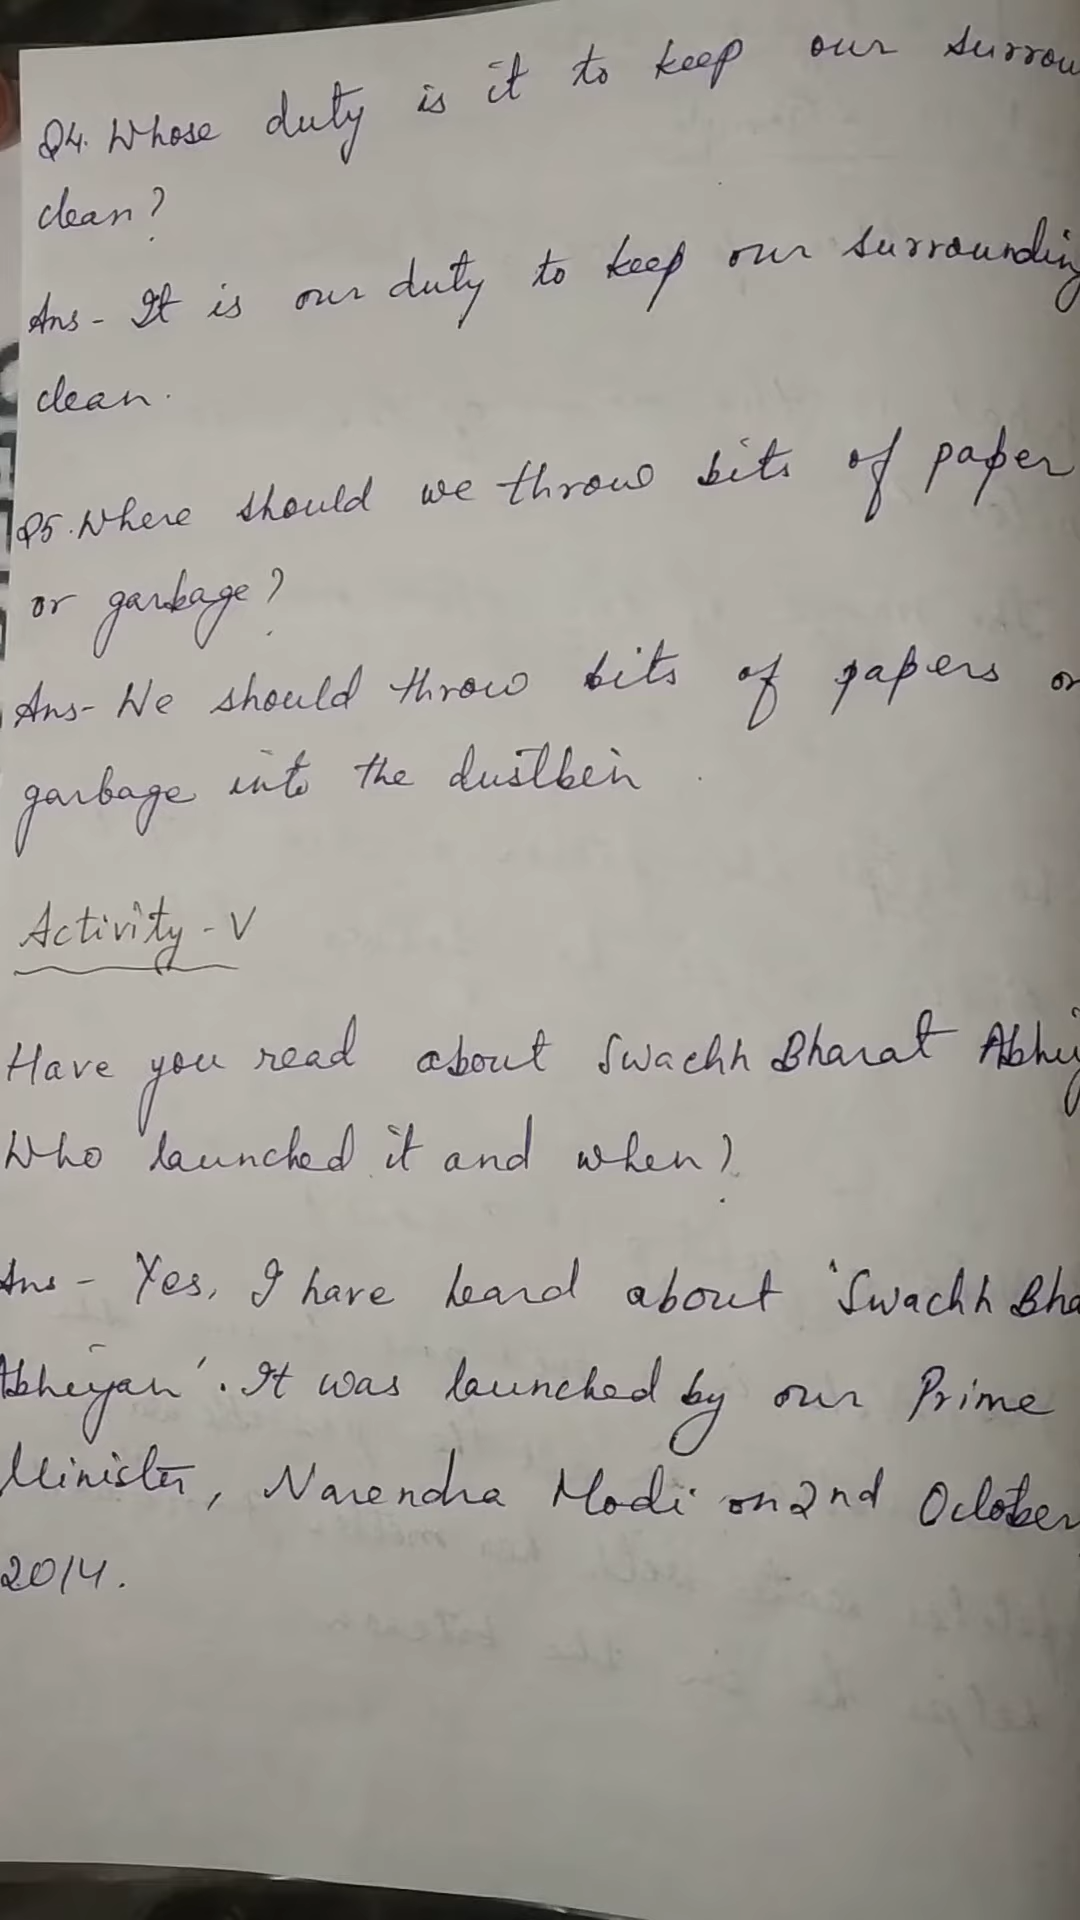 Q4. Whose duty is it to keep our surrou
clean?
Ans - It is our duty to keep our surrounding
clean.
Q5. Where should we throw bits of paper
or garbage?
Ans - We should throw bits of papers or
garbage into the dustbin.
Activity - V
Have you read about Swachh Bharat Abhiy
Who launched it and when?
Ans - Yes, I have heard about 'Swachh Bha
Abhiyan'. It was launched by our Prime
Minister, Narendra Modi on 2nd October
2014.